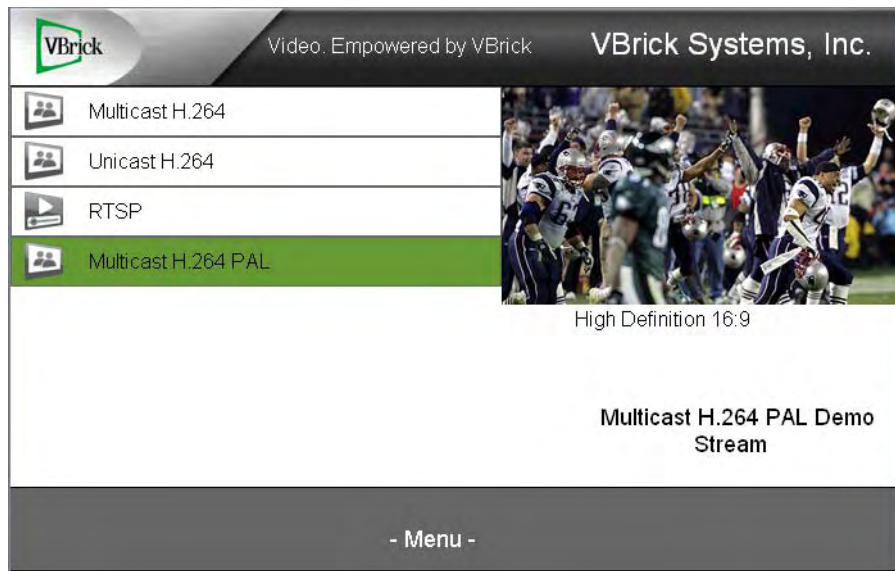 VBrick
Video. Empowered by VBrick
VBrick Systems, Inc.
Multicast H.264
Unicast H.264
RTSP
Multicast H.264 PAL
High Definition 16:9
Multicast H.264 PAL Demo
Stream
- Menu -